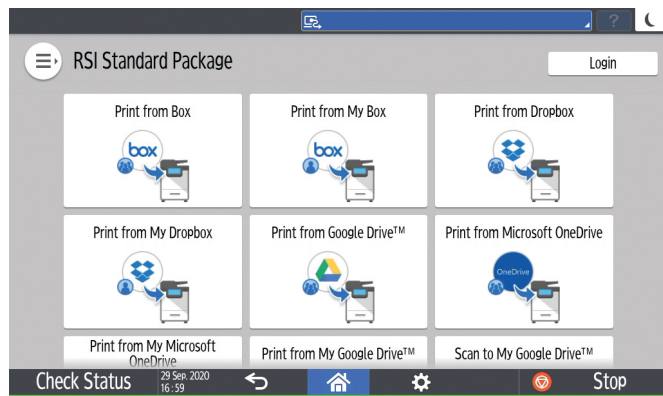 ?
RSI Standard Package
Login
Print from Box
Print from My Box
Print from Dropbox
box
box
Print from My Dropbox
Print from Google Drive™
Print from Microsoft OneDrive
OneDrive
Print from My Microsoft
OneDrive
Print from My Google Drive™
Scan to My Google Drive™
Check Status
29 Sep. 2020
16:59
Stop